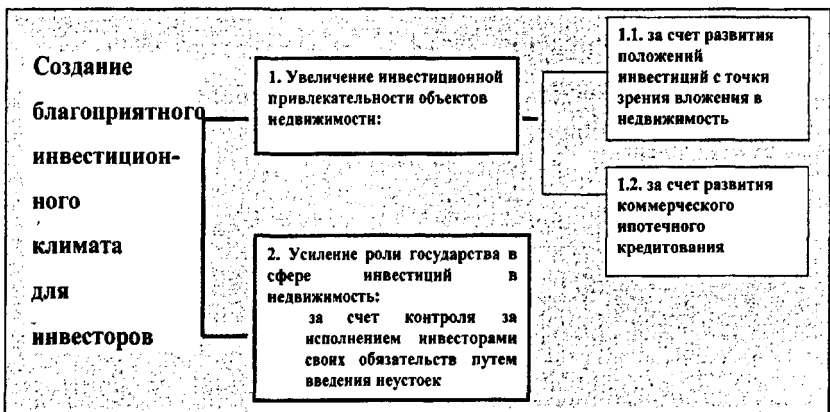 Создание
благоприятного
инвестицион-
ного
климата
для
инвесторов
1. Увеличение инвестиционной
привлекательности объектов
недвижимости:
1.1. за счет развития
положений
инвестиций с точки
зрения вложения в
недвижимость
1.2. за счет развития
коммерческого
ипотечного
кредитования
2. Усиление роли государства в
сфере инвестиций в
недвижимость:
за счет контроля за
исполнением инвесторами
своих обязательств путем
введения неустоек